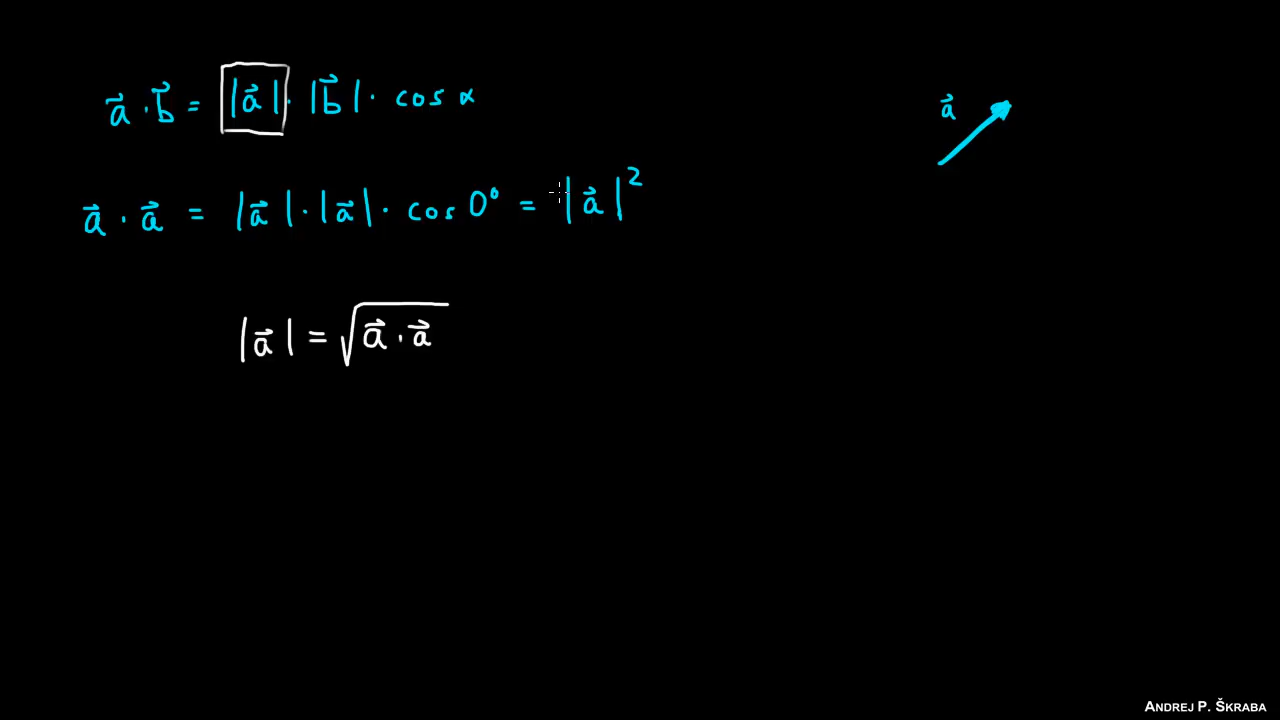 a⃗ · b⃗ = |a⃗| · |b⃗| · cos α
a⃗
a⃗ · a⃗ = |a⃗| · |a⃗| · cos 0° = |a⃗|²
|a⃗| = √(a⃗ · a⃗)
ANDREJ P. ŠKRABA